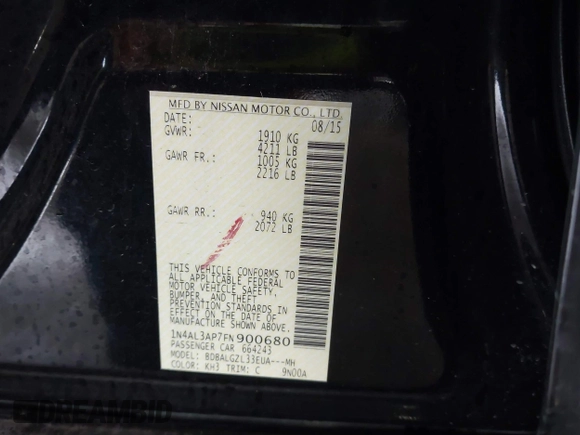 MFD BY NISSAN MOTOR CO., LTD.
DATE: 08/15
GVWR: 1910 KG
4211 LB
GAWR FR.: 1005 KG
2216 LB
GAWR RR.: 940 KG
2072 LB
THIS VEHICLE CONFORMS TO
ALL APPLICABLE FEDERAL
MOTOR VEHICLE SAFETY,
BUMPER, AND THEFT
PREVENTION STANDARDS IN
EFFECT ON THE DATE OF
MANUFACTURE SHOWN ABOVE.
1N4AL3AP7FN900680
PASSENGER CAR 664243
MODEL: BDBALGZL33EUA---MH
COLOR: KH3 TRIM: C 9N00A
DREAMBID